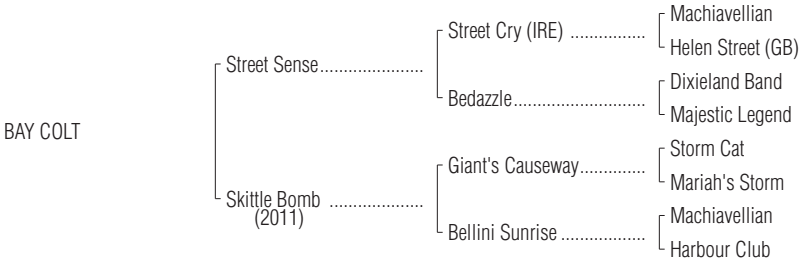 Machiavellian
Street Cry (IRE) ................
Helen Street (GB)
Street Sense.......................
Dixieland Band
Bedazzle.............................
Majestic Legend
BAY COLT
Storm Cat
Giant's Causeway...............
Mariah's Storm
Skittle Bomb .....................
(2011)
Machiavellian
Bellini Sunrise ...................
Harbour Club